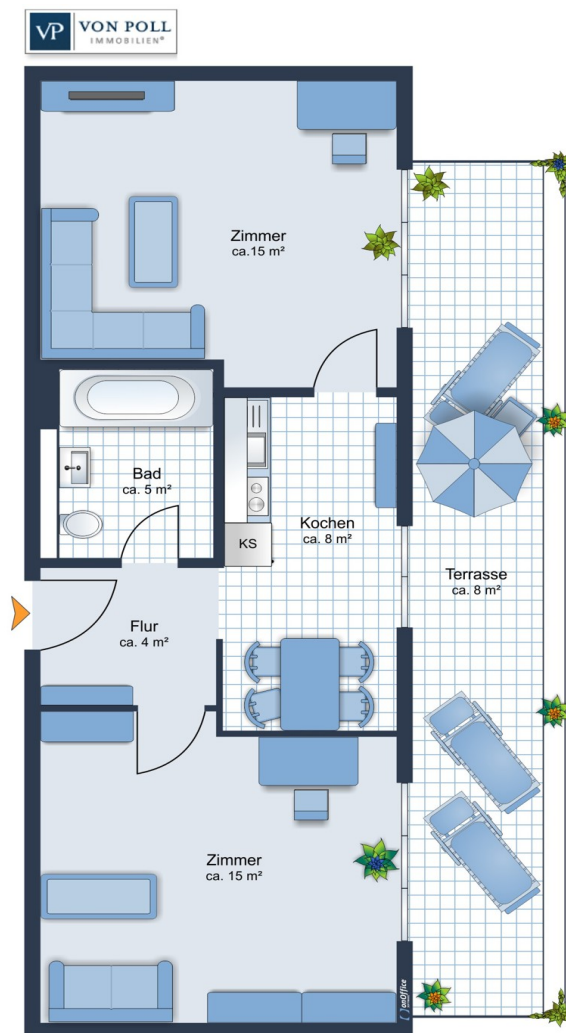 VP VON POLL
IMMOBILIEN®
Zimmer
ca.15 m²
Bad
ca. 5 m²
Kochen
ca. 8 m²
KS
Terrasse
ca. 8 m²
Flur
ca. 4 m²
Zimmer
ca. 15 m²
onOffice